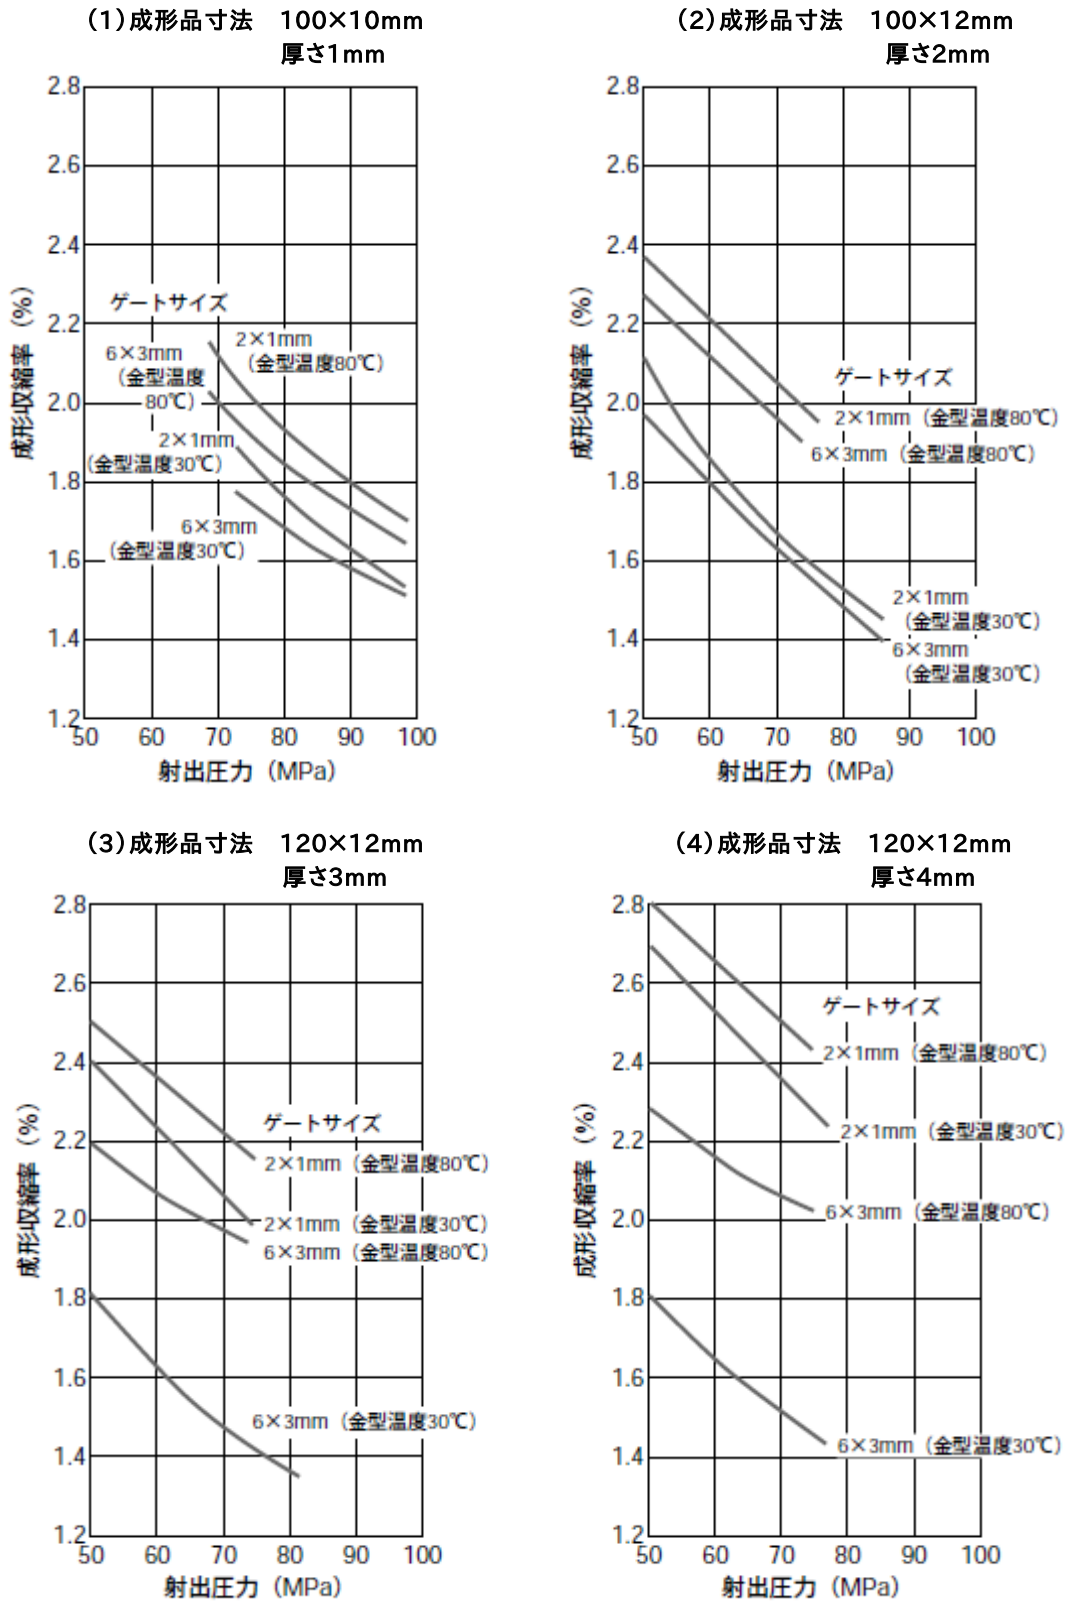 (1)成形品寸法　100×10mm
厚さ1mm
2.8
2.6
2.4
2.2
2.0
1.8
1.6
1.4
1.2
成形収縮率（%）
ゲートサイズ
2×1mm
（金型温度80℃）
6×3mm
（金型温度
80℃）
2×1mm
（金型温度30℃）
6×3mm
（金型温度30℃）
50 60 70 80 90 100
射出圧力（MPa）
(2)成形品寸法　100×12mm
厚さ2mm
2.8
2.6
2.4
2.2
2.0
1.8
1.6
1.4
1.2
成形収縮率（%）
ゲートサイズ
2×1mm（金型温度80℃）
6×3mm（金型温度80℃）
2×1mm
（金型温度30℃）
6×3mm
（金型温度30℃）
50 60 70 80 90 100
射出圧力（MPa）
(3)成形品寸法　120×12mm
厚さ3mm
2.8
2.6
2.4
2.2
2.0
1.8
1.6
1.4
1.2
成形収縮率（%）
ゲートサイズ
2×1mm（金型温度80℃）
2×1mm（金型温度30℃）
6×3mm（金型温度80℃）
6×3mm（金型温度30℃）
50 60 70 80 90 100
射出圧力（MPa）
(4)成形品寸法　120×12mm
厚さ4mm
2.8
2.6
2.4
2.2
2.0
1.8
1.6
1.4
1.2
成形収縮率（%）
ゲートサイズ
2×1mm（金型温度80℃）
2×1mm（金型温度30℃）
6×3mm（金型温度80℃）
6×3mm（金型温度30℃）
50 60 70 80 90 100
射出圧力（MPa）